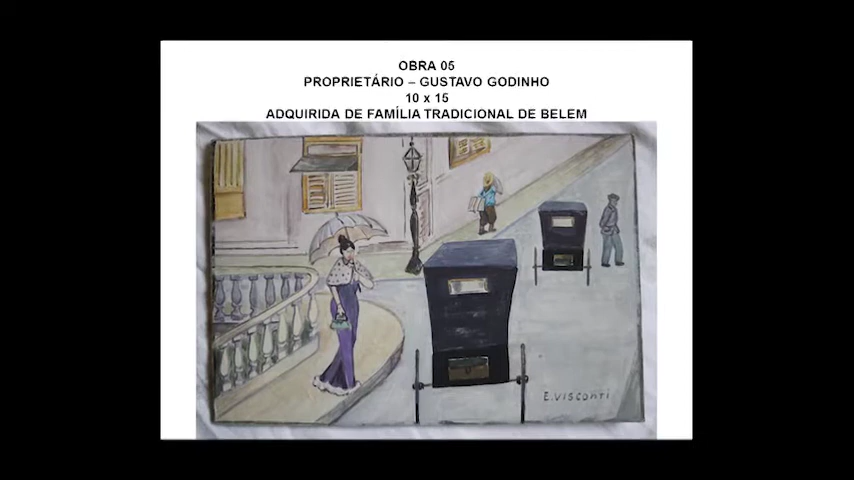 OBRA 05
PROPRIETÁRIO – GUSTAVO GODINHO
10 x 15
ADQUIRIDA DE FAMÍLIA TRADICIONAL DE BELEM
E. VISCONTI